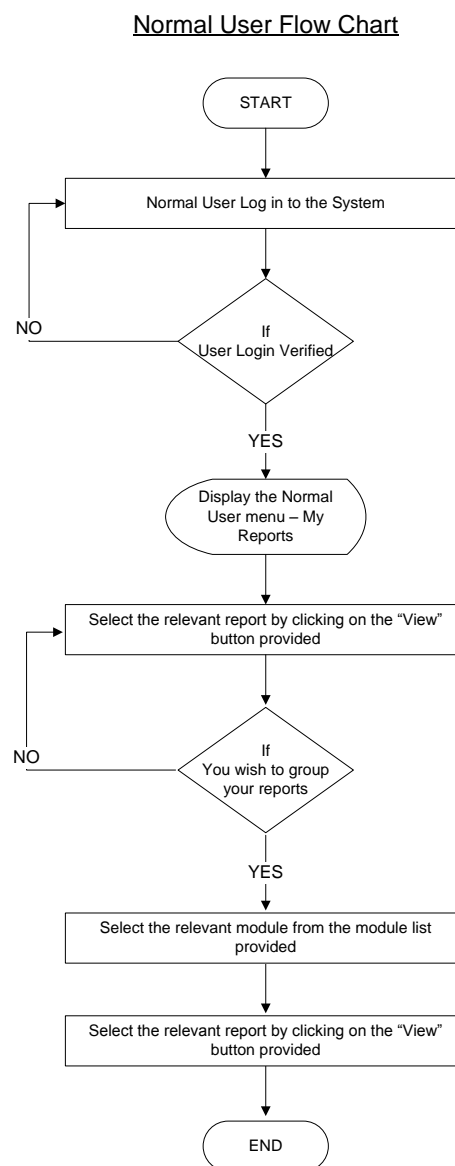 Normal User Flow Chart
START
Normal User Log in to the System
If
User Login Verified
NO
YES
Display the Normal
User menu – My
Reports
Select the relevant report by clicking on the “View”
button provided
If
You wish to group
your reports
NO
YES
Select the relevant module from the module list
provided
Select the relevant report by clicking on the “View”
button provided
END